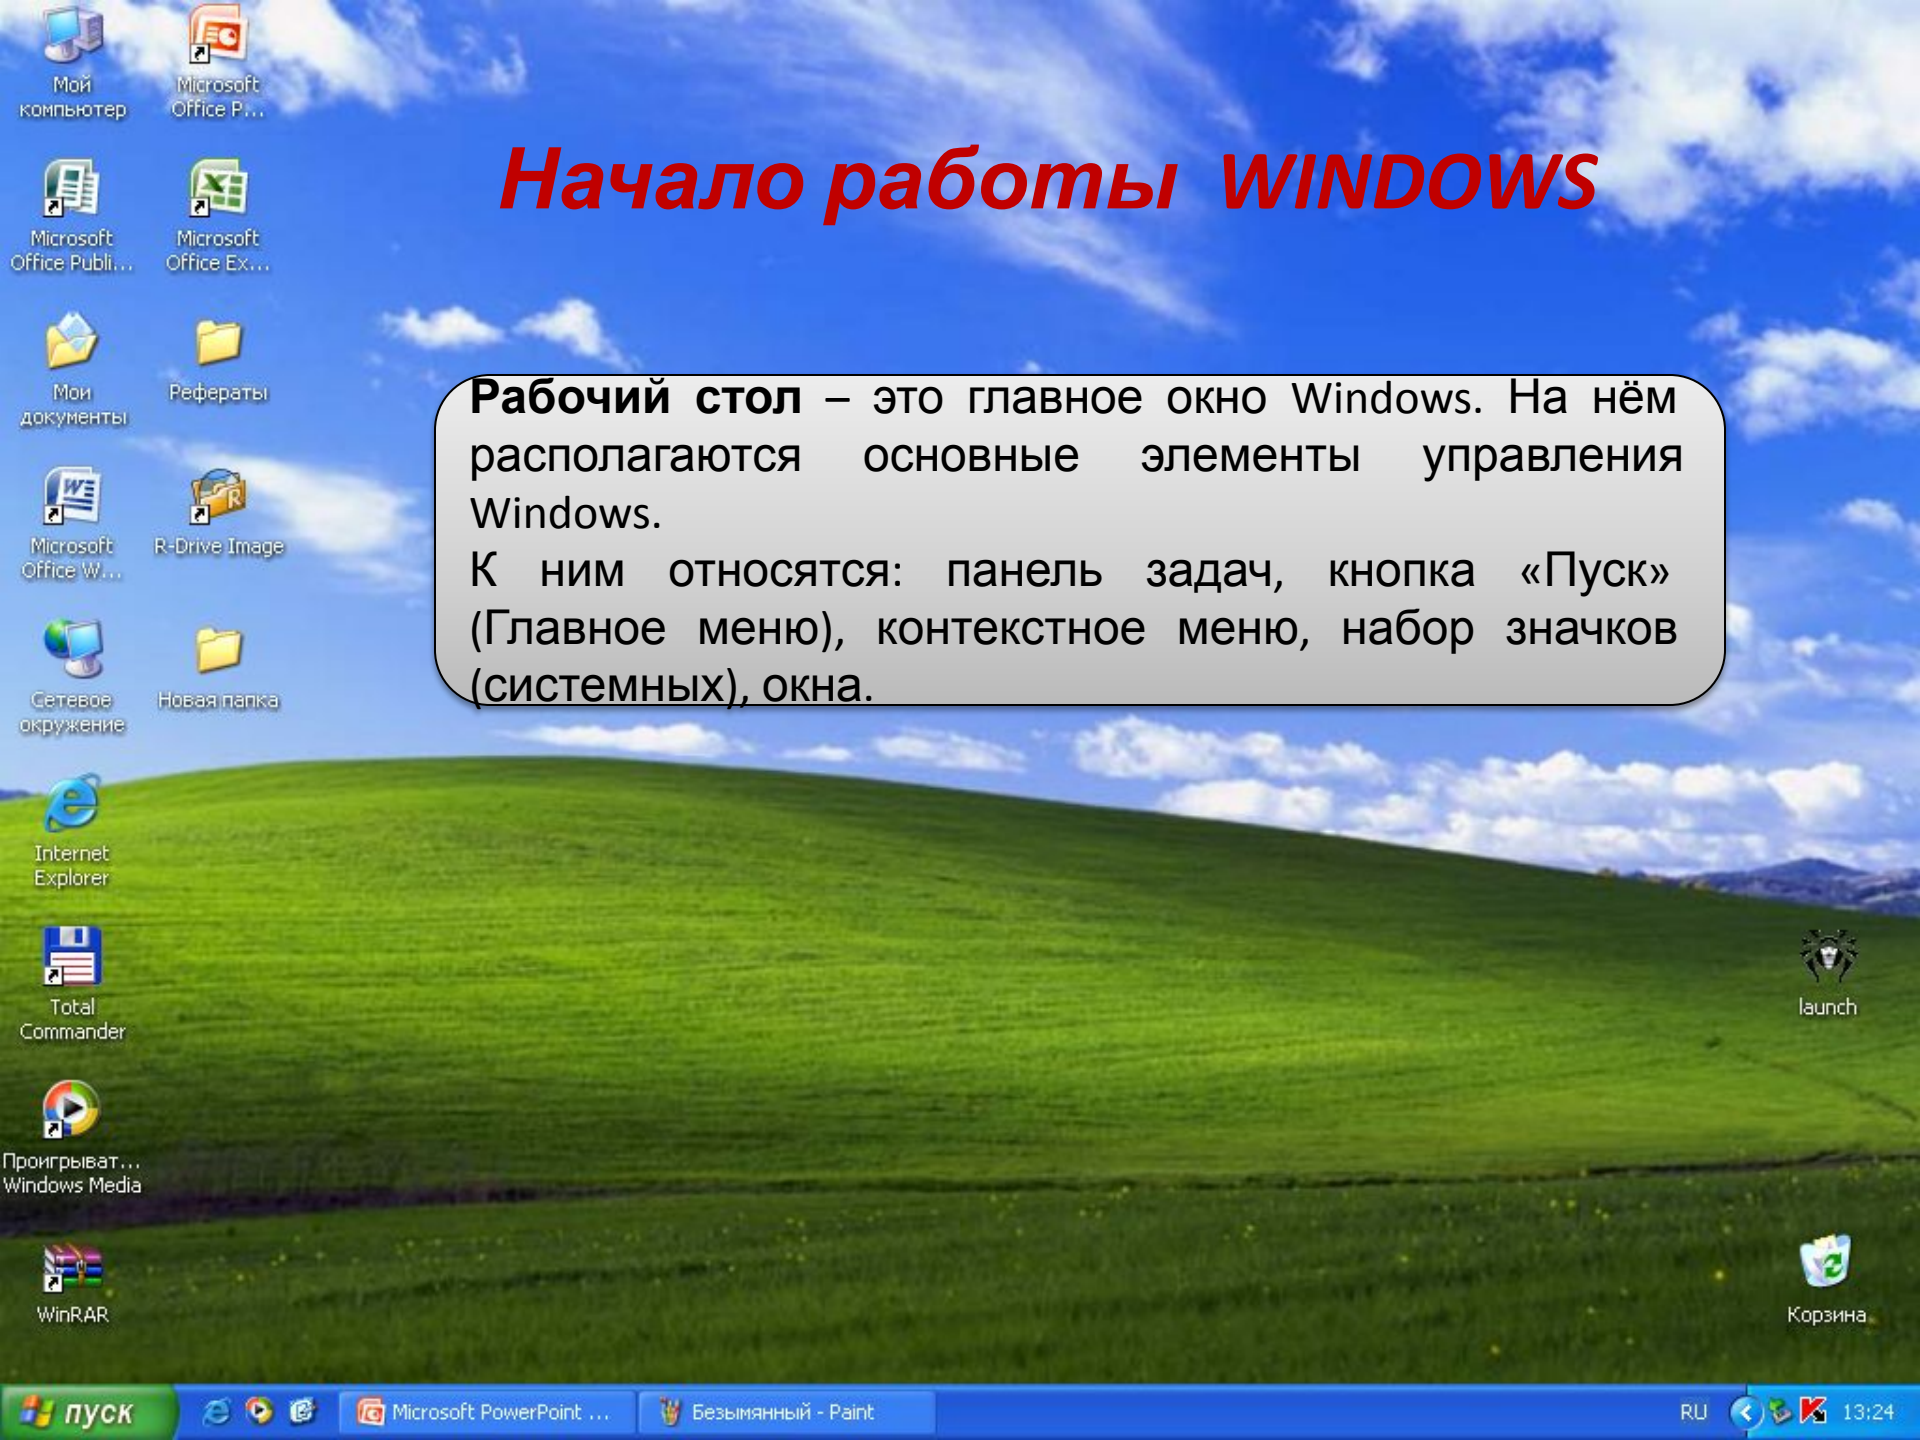 Мой
компьютер
Microsoft
Office P...
Начало работы WINDOWS
Microsoft
Office Publi...
Microsoft
Office Ex...
Мои
документы
Рефераты
Рабочий стол – это главное окно Windows. На нём
располагаются основные элементы управления
Windows.
К ним относятся: панель задач, кнопка «Пуск»
(Главное меню), контекстное меню, набор значков
(системных), окна.
Microsoft
Office W...
R-Drive Image
Сетевое
окружение
Новая папка
Internet
Explorer
Total
Commander
launch
Проигрыват...
Windows Media
WinRAR
Корзина
пуск
Microsoft PowerPoint ...
Безымянный - Paint
RU
13:24